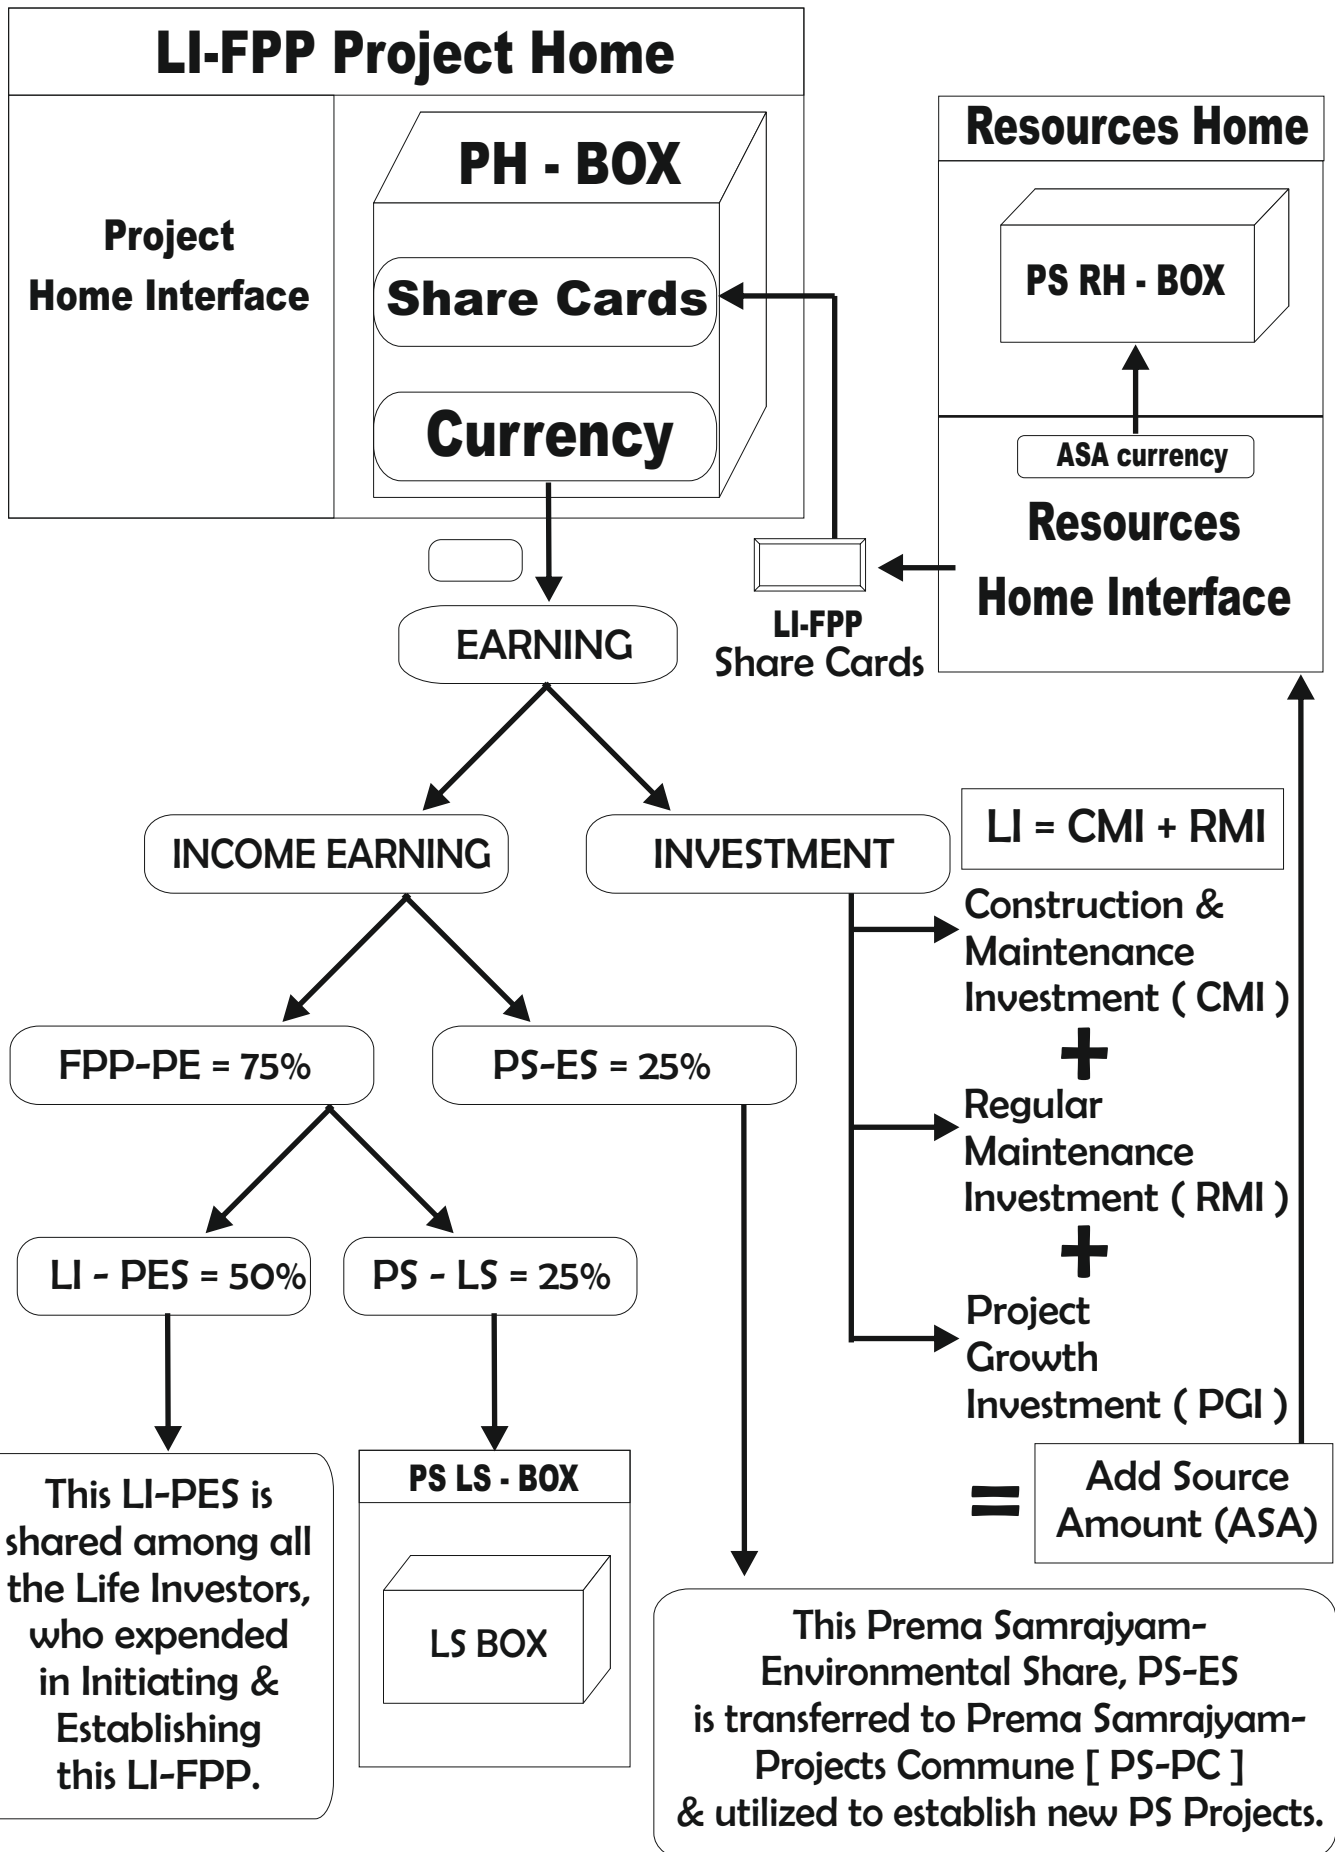 LI-FPP Project Home
Project
Home Interface
PH - BOX
Share Cards
Currency
Resources Home
PS RH - BOX
ASA currency
Resources
Home Interface
LI-FPP
Share Cards
EARNING
INCOME EARNING
INVESTMENT
LI = CMI + RMI
Construction &
Maintenance
Investment ( CMI )
+
Regular
Maintenance
Investment ( RMI )
+
Project
Growth
Investment ( PGI )
=
Add Source
Amount (ASA)
FPP-PE = 75%
PS-ES = 25%
LI - PES = 50%
PS - LS = 25%
This LI-PES is
shared among all
the Life Investors,
who expended
in Initiating &
Establishing
this LI-FPP.
PS LS - BOX
LS BOX
This Prema Samrajyam-
Environmental Share, PS-ES
is transferred to Prema Samrajyam-
Projects Commune [ PS-PC ]
& utilized to establish new PS Projects.